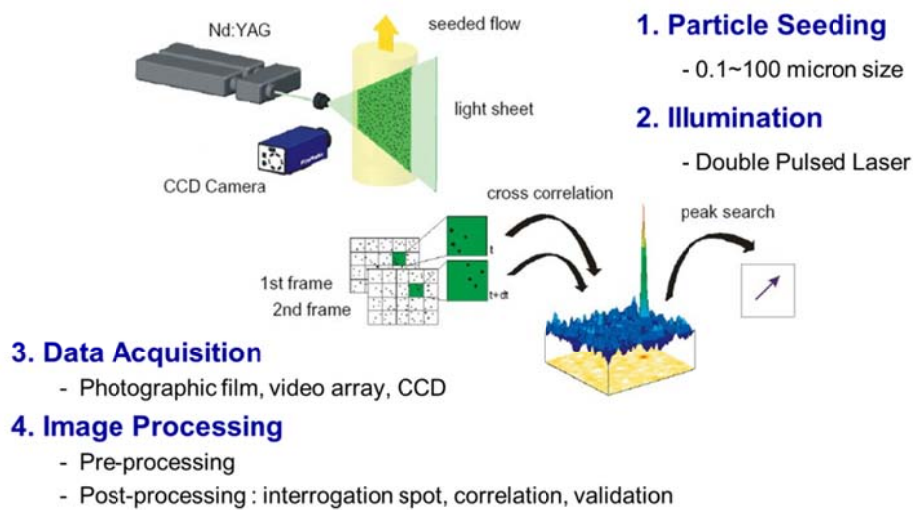 Nd:YAG
seeded flow
light sheet
CCD Camera
1. Particle Seeding
- 0.1~100 micron size
2. Illumination
- Double Pulsed Laser
cross correlation
peak search
t
1st frame
t+dt
2nd frame
3. Data Acquisition
- Photographic film, video array, CCD
4. Image Processing
- Pre-processing
- Post-processing : interrogation spot, correlation, validation